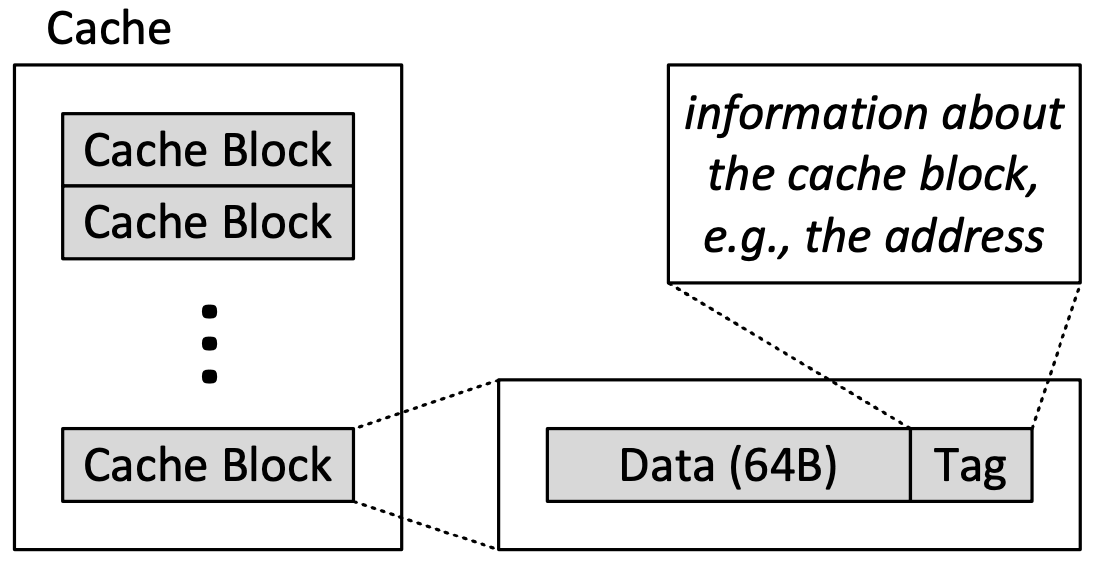 Cache
Cache Block
Cache Block
Cache Block
information about
the cache block,
e.g., the address
Data (64B)
Tag